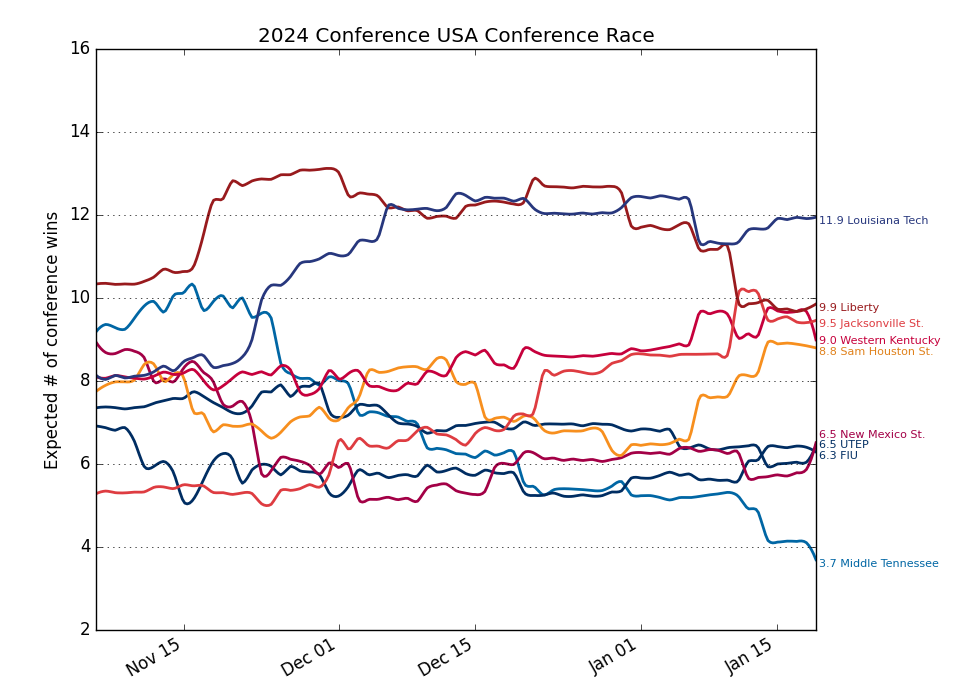 2024 Conference USA Conference Race
Expected # of conference wins
16
14
12
10
8
6
4
2
Nov 15
Dec 01
Dec 15
Jan 01
Jan 15
11.9 Louisiana Tech
9.9 Liberty
9.5 Jacksonville St.
9.0 Western Kentucky
8.8 Sam Houston St.
6.5 New Mexico St.
6.5 UTEP
6.3 FIU
3.7 Middle Tennessee